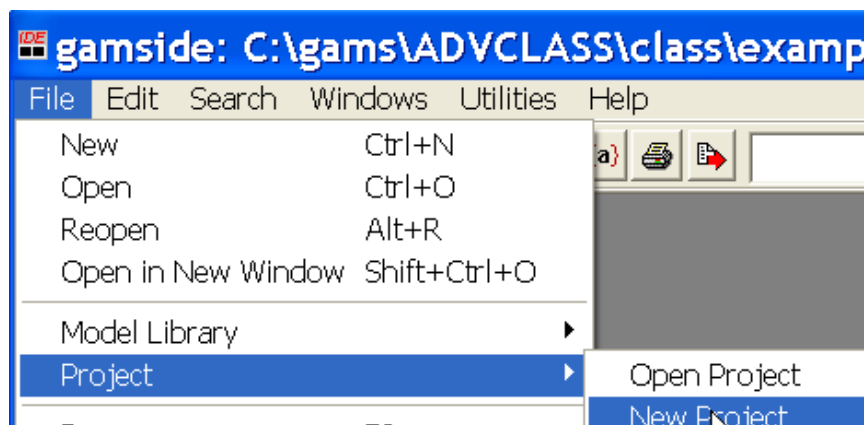 IDE gamside: C:\gams\ADVCLASS\class\examp
File Edit Search Windows Utilities Help
{a}
New Ctrl+N
Open Ctrl+O
Reopen Alt+R
Open in New Window Shift+Ctrl+O
Model Library
Project
Open Project
New Project